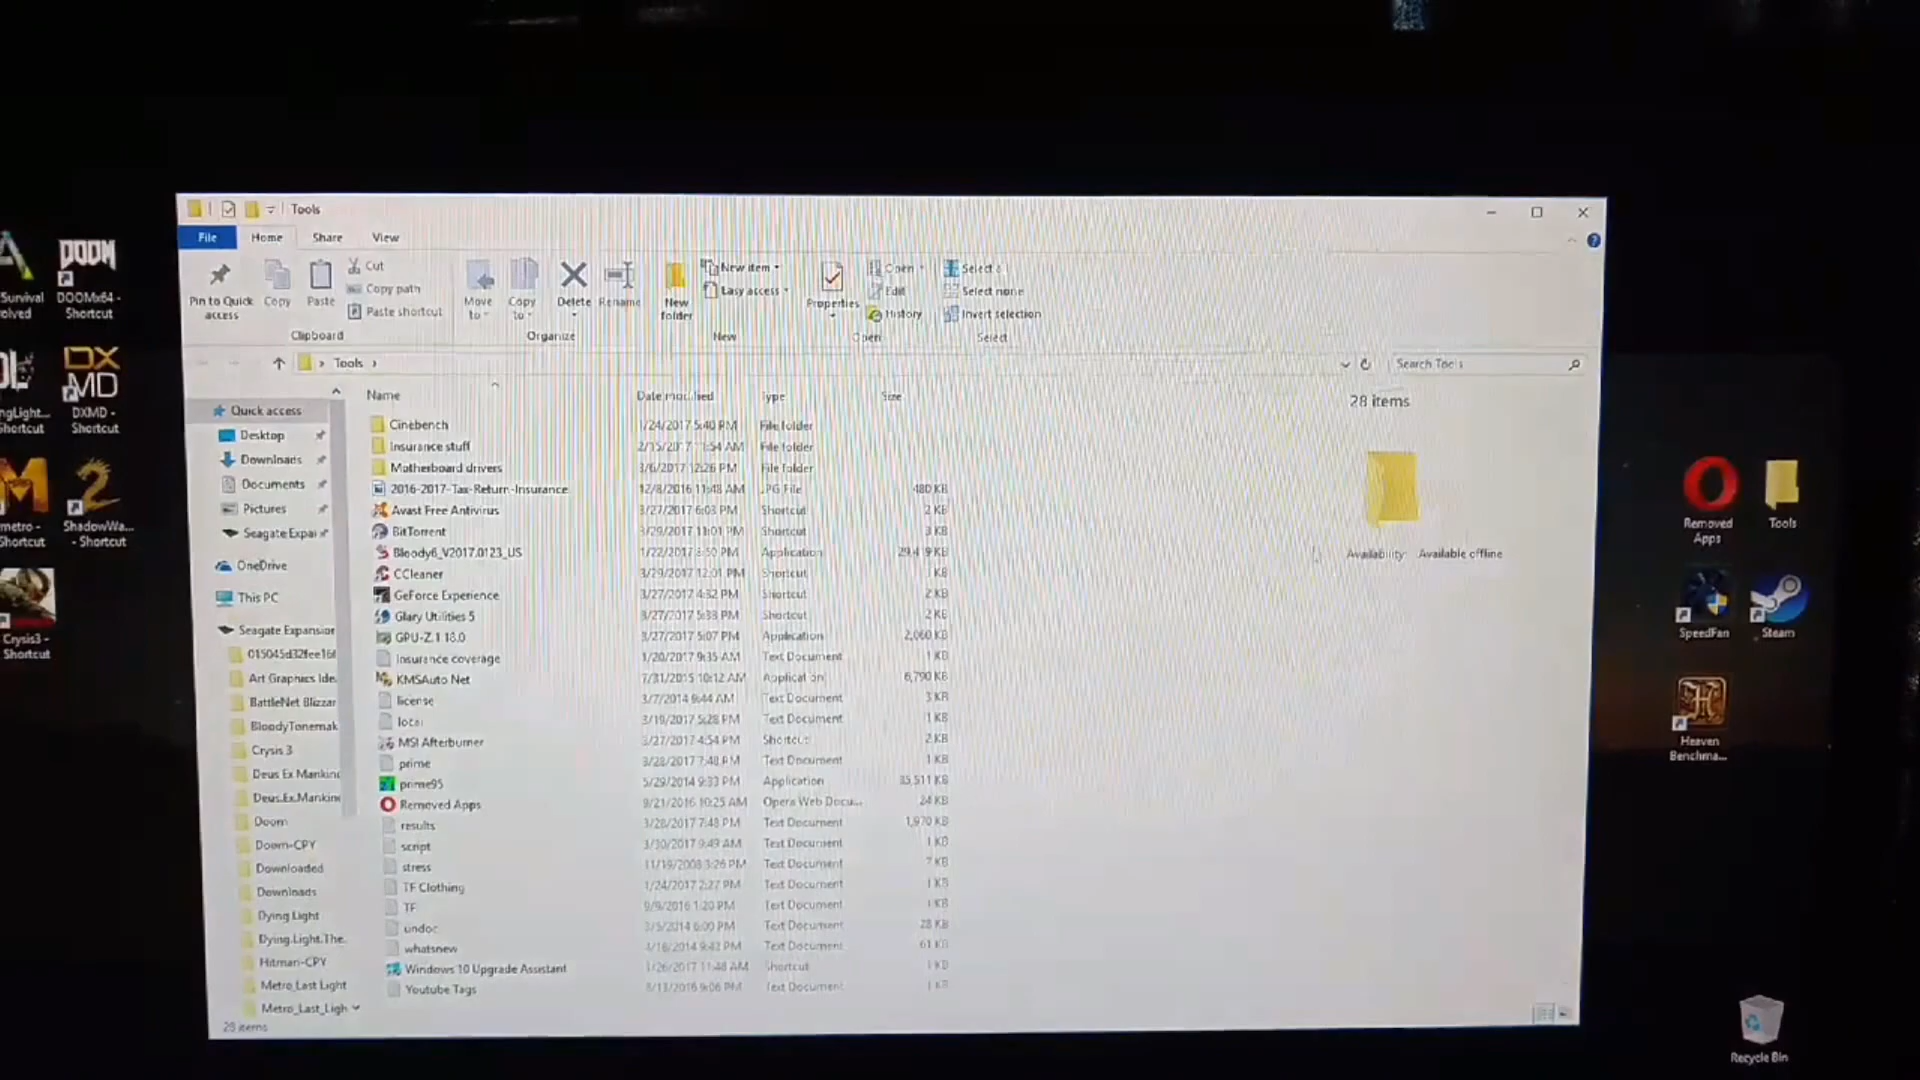 Tools
File Home Share View
Pin to Quick access
Copy
Paste
Cut
Copy path
Paste shortcut
Clipboard
Move to
Copy to
Delete
Rename
Organize
New folder
New item
Easy access
New
Properties
Open
Edit
History
Open
Select all
Select none
Invert selection
Select
Tools
Search Tools
Quick access
Desktop
Downloads
Documents
Pictures
Seagate Expan
OneDrive
This PC
Seagate Expansion
015045d32fee16f
Art Graphics Ide
BattleNet Blizzar
BloodyTonemak
Crysis 3
Deus Ex Mankind
Deus.Ex.Mankind
Doom
Doom-CPY
Downloaded
Downloads
Dying Light
Dying.Light.The.
Hitman-CPY
Metro_Last Light
Metro_Last_Ligh
28 items
Name Date modified Type Size
Cinebench 1/24/2017 5:40 PM File folder
Insurance stuff 2/15/2017 11:54 AM File folder
Motherboard drivers 3/6/2017 12:26 PM File folder
2016-2017-Tax-Return-Insurance 12/8/2016 11:48 AM JPG File 480 KB
Avast Free Antivirus 3/27/2017 6:03 PM Shortcut 2 KB
BitTorrent 3/29/2017 11:01 PM Shortcut 3 KB
Bloody6_V2017.0123_US 1/22/2017 8:50 PM Application
CCleaner 3/29/2017 12:01 PM Shortcut 1 KB
GeForce Experience 3/27/2017 4:32 PM Shortcut 2 KB
Glary Utilities 5 3/27/2017 5:33 PM Shortcut 2 KB
GPU-Z.1.18.0 3/27/2017 5:07 PM Application 2,060 KB
Insurance coverage 1/20/2017 9:35 AM Text Document 1 KB
KMSAuto Net 7/31/2015 10:12 AM Application 6,790 KB
license 3/7/2014 9:44 AM Text Document 3 KB
local 3/19/2017 5:28 PM Text Document 1 KB
MSI Afterburner 3/27/2017 4:54 PM Shortcut 2 KB
prime 3/28/2017 7:48 PM Text Document 1 KB
prime95 5/29/2014 9:33 PM Application 35,511 KB
Removed Apps 9/21/2016 10:25 AM Opera Web Docu... 24 KB
results 3/28/2017 7:48 PM Text Document 1,970 KB
script 3/30/2017 9:49 AM Text Document 1 KB
stress 11/19/2008 3:26 PM Text Document 7 KB
TF Clothing 1/24/2017 2:27 PM Text Document 1 KB
TF 9/9/2016 1:20 PM Text Document 1 KB
undoc 3/5/2014 6:00 PM Text Document 28 KB
whatsnew 4/18/2014 9:42 PM Text Document 61 KB
Windows 10 Upgrade Assistant 1/26/2017 11:48 AM Shortcut 1 KB
Youtube Tags 8/13/2016 9:06 PM Text Document 1 KB
28 items
Availability: Available offline
Survival
olved
DOOM
DOOMx64 -
Shortcut
DL
ngLight...
Shortcut
DX
MD
DXMD -
Shortcut
metro -
Shortcut
2
ShadowWa...
- Shortcut
Crysis3 -
Shortcut
Removed
Apps
Tools
SpeedFan
Steam
Heaven
Benchma...
Recycle Bin